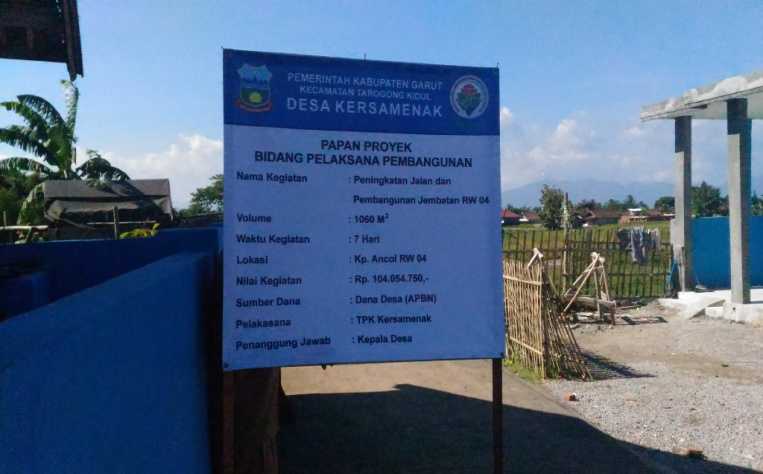 PEMERINTAH KABUPATEN GARUT
KECAMATAN TAROGONG KIDUL
DESA KERSAMENAK
PAPAN PROYEK
BIDANG PELAKSANA PEMBANGUNAN
Nama Kegiatan : Peningkatan Jalan dan
Pembangunan Jembatan RW 04
Volume : 1060 M²
Waktu Kegiatan : 7 Hari
Lokasi : Kp. Ancol RW 04
Nilai Kegiatan : Rp. 104.054.750,-
Sumber Dana : Dana Desa (APBN)
Pelakasana : TPK Kersamenak
Penanggung Jawab : Kepala Desa